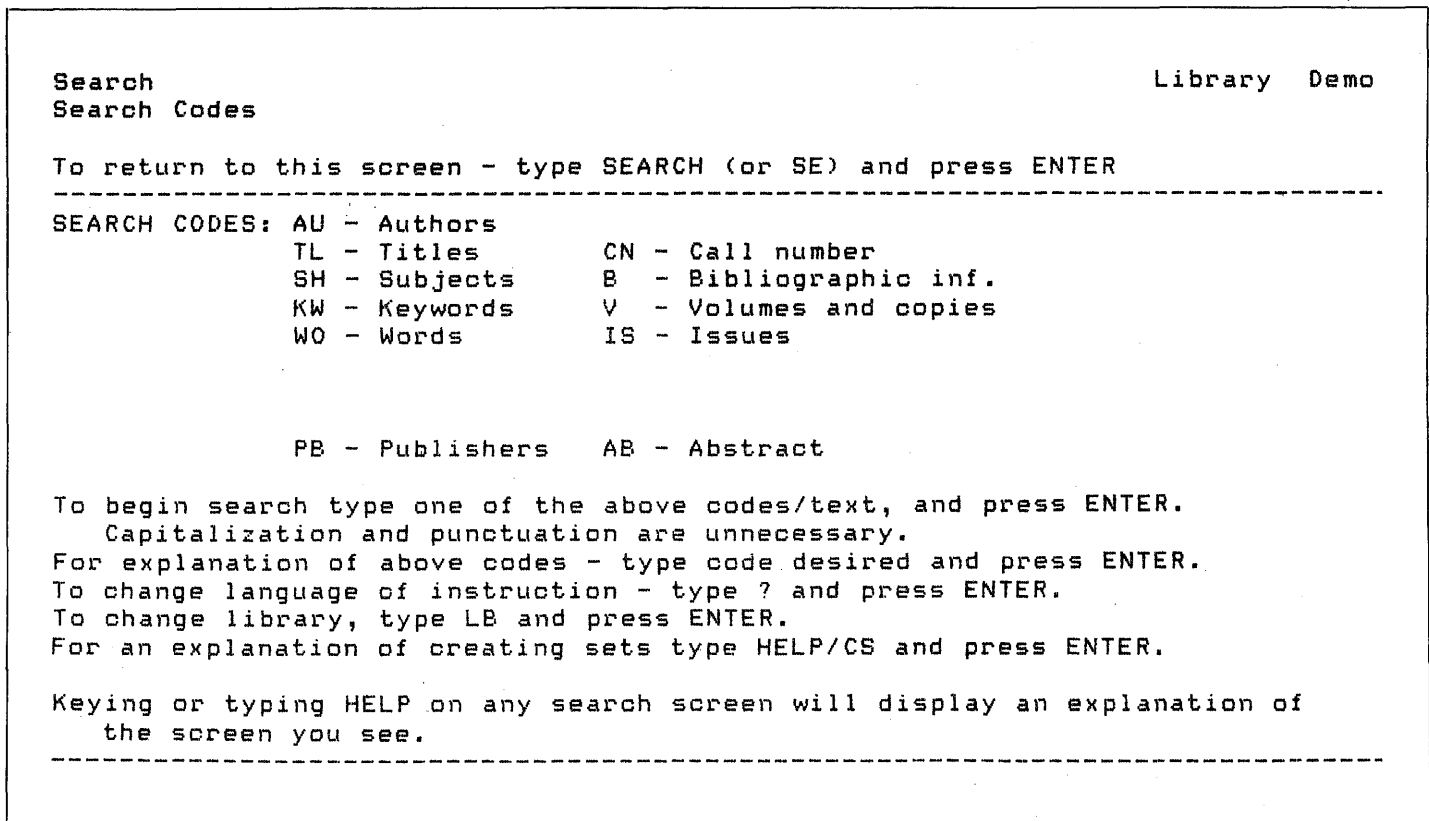 Search Library Demo
Search Codes
To return to this screen - type SEARCH (or SE) and press ENTER
--------------------------------------------------------------------------------
SEARCH CODES: AU - Authors
TL - Titles CN - Call number
SH - Subjects B - Bibliographic inf.
KW - Keywords V - Volumes and copies
WO - Words IS - Issues
PB - Publishers AB - Abstract
To begin search type one of the above codes/text, and press ENTER.
Capitalization and punctuation are unnecessary.
For explanation of above codes - type code desired and press ENTER.
To change language of instruction - type ? and press ENTER.
To change library, type LB and press ENTER.
For an explanation of creating sets type HELP/CS and press ENTER.
Keying or typing HELP on any search screen will display an explanation of
the screen you see.
--------------------------------------------------------------------------------